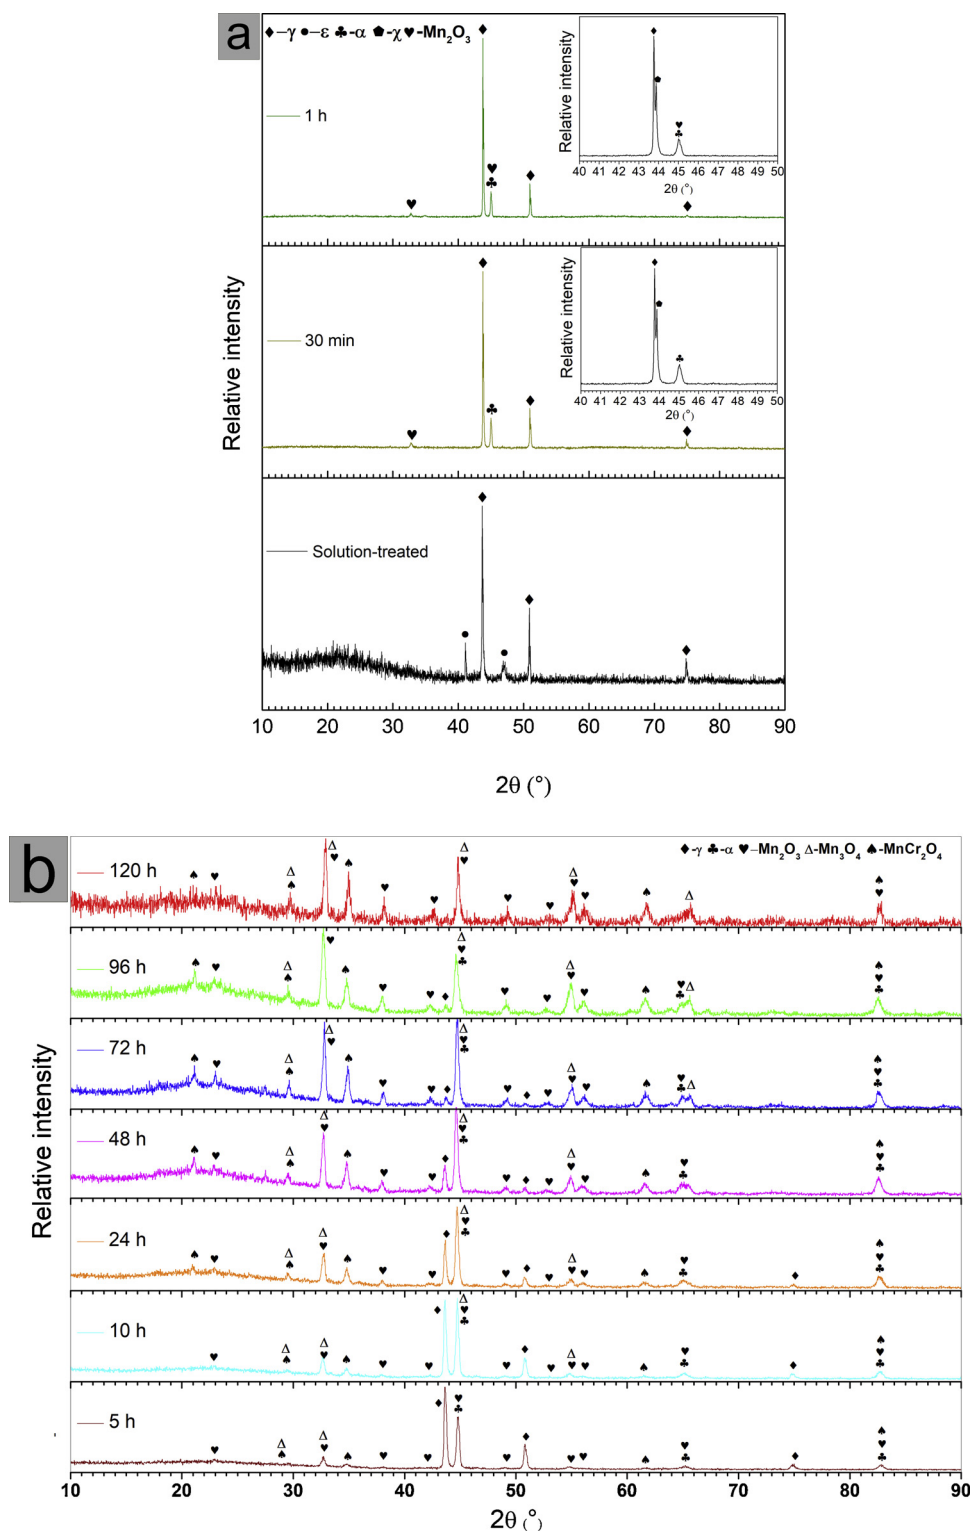 a
♦–γ ●–ε ♣-α ⬟-χ ♥-Mn₂O₃
1 h
Relative intensity
40 41 42 43 44 45 46 47 48 49 50
2θ (°)
30 min
Relative intensity
40 41 42 43 44 45 46 47 48 49 50
2θ (°)
Solution-treated
Relative intensity
10 20 30 40 50 60 70 80 90
2θ (°)
b
♦-γ ♣-α ♥–Mn₂O₃ Δ-Mn₃O₄ ♠-MnCr₂O₄
120 h
96 h
72 h
48 h
24 h
10 h
5 h
Relative intensity
10 20 30 40 50 60 70 80 90
2θ (°)